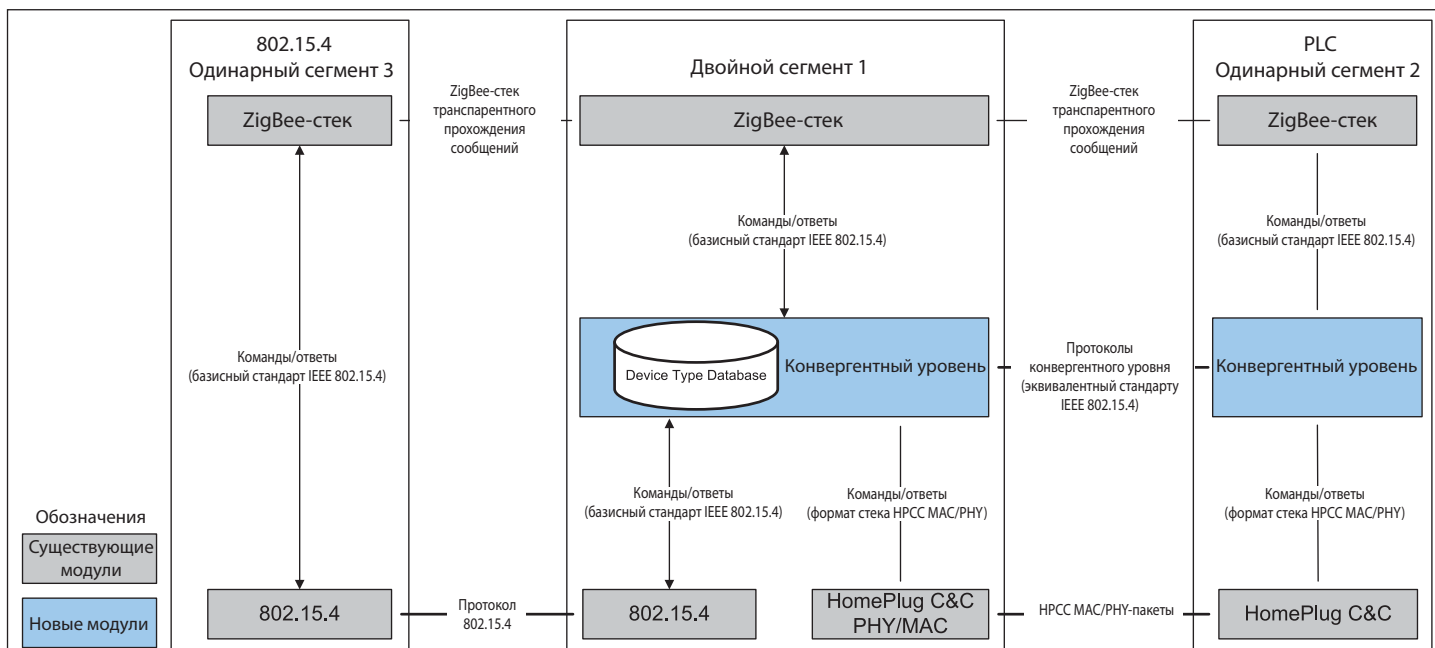 802.15.4
Одинарный сегмент 3
Двойной сегмент 1
PLC
Одинарный сегмент 2
ZigBee-стек
транспарентного
прохождения
сообщений
ZigBee-стек
транспарентного
прохождения
сообщений
ZigBee-стек
ZigBee-стек
ZigBee-стек
Команды/ответы
(базисный стандарт IEEE 802.15.4)
Команды/ответы
(базисный стандарт IEEE 802.15.4)
Команды/ответы
(базисный стандарт IEEE 802.15.4)
Device Type Database
Конвергентный уровень
Протоколы
конвергентного уровня
(эквивалентный стандарту
IEEE 802.15.4)
Конвергентный уровень
Команды/ответы
(базисный стандарт IEEE 802.15.4)
Команды/ответы
(формат стека HPCC MAC/PHY)
Команды/ответы
(формат стека HPCC MAC/PHY)
Обозначения
Существующие
модули
Новые модули
802.15.4
Протокол
802.15.4
802.15.4
HomePlug C&C
PHY/MAC
HPCC MAC/PHY-пакеты
HomePlug C&C